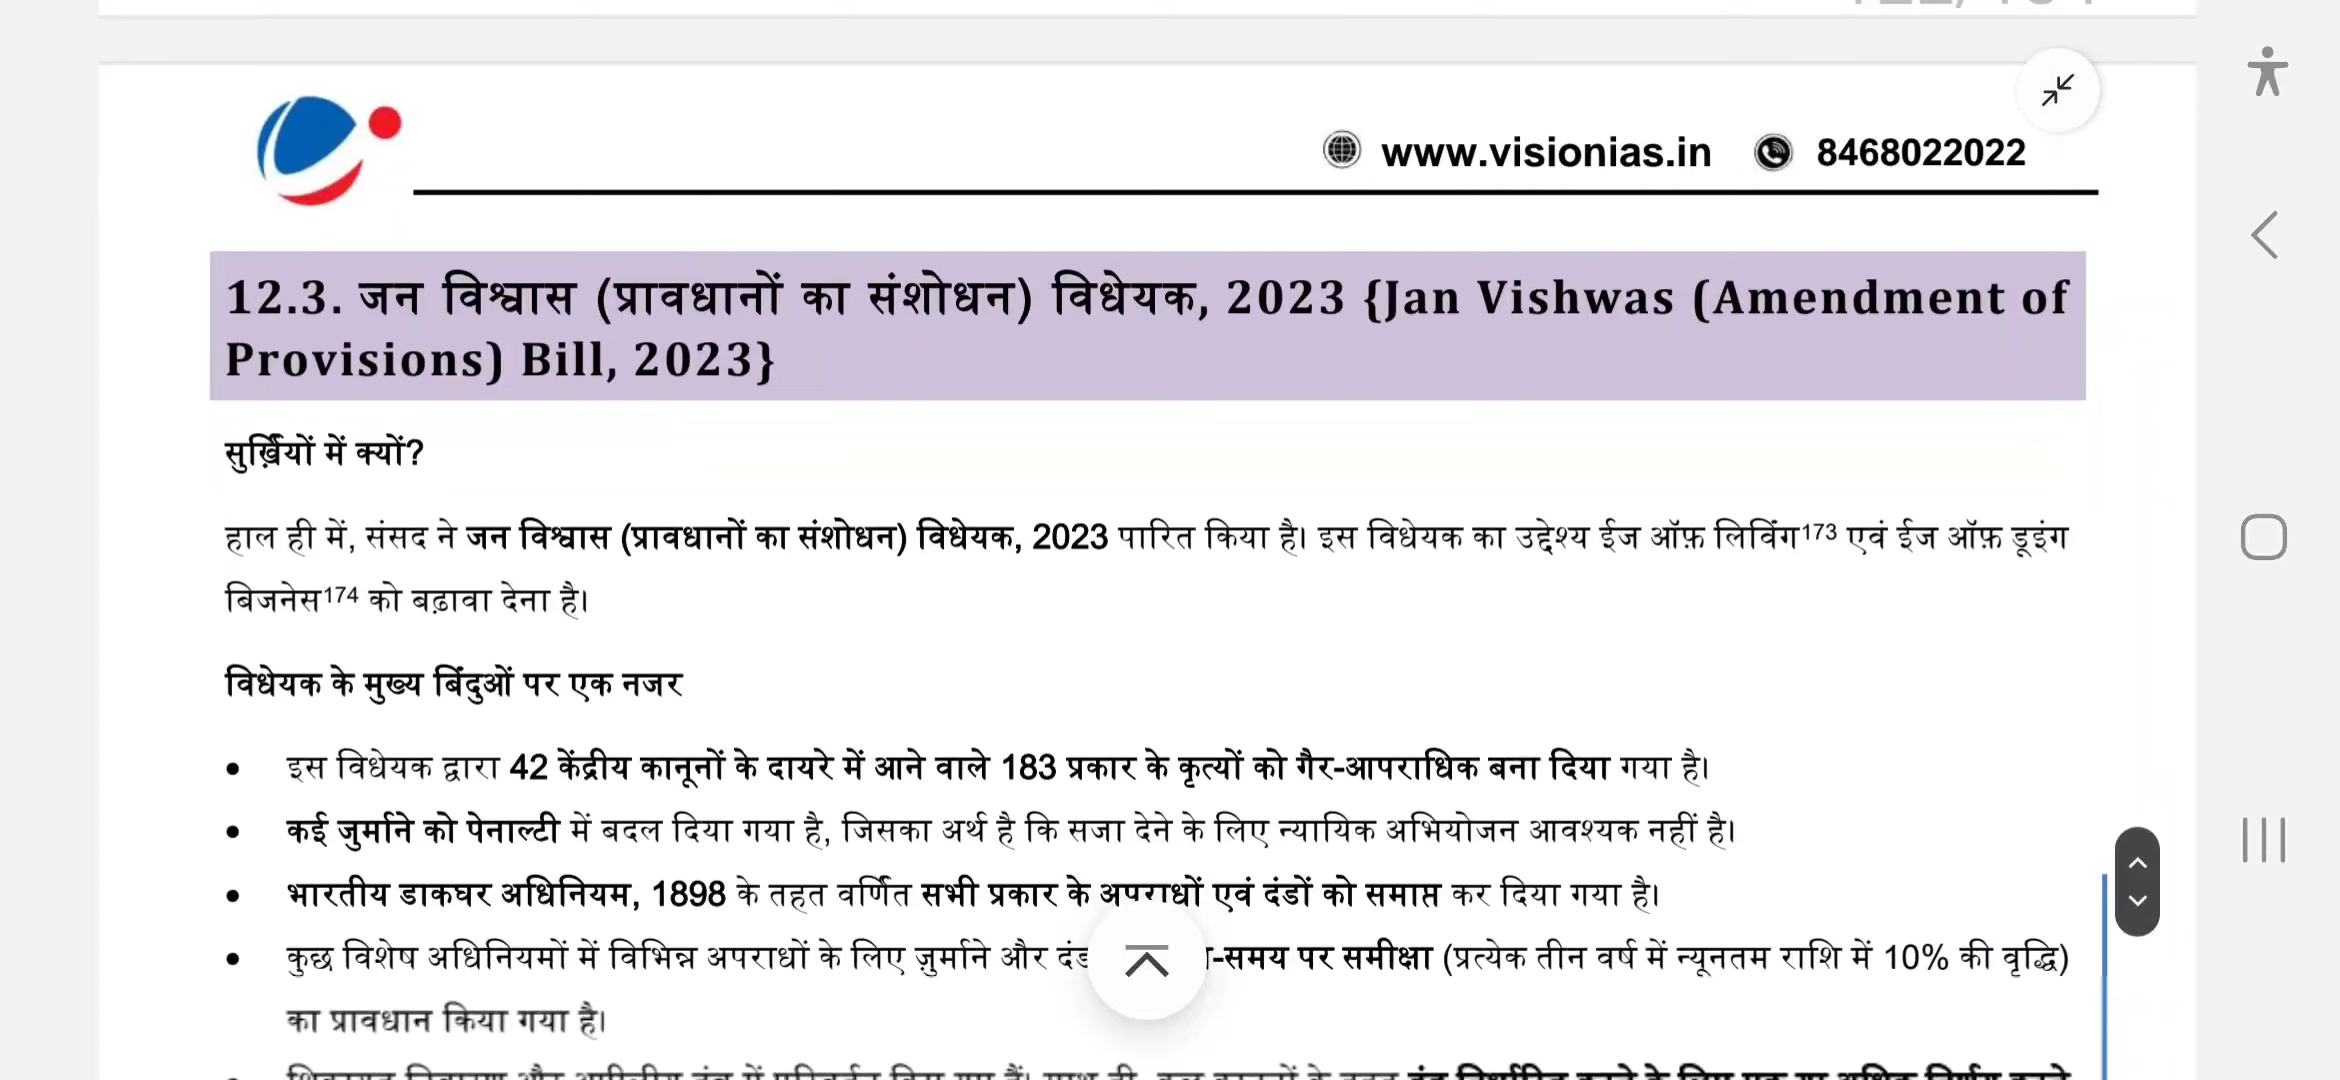 www.visionias.in 8468022022
12.3. जन विश्वास (प्रावधानों का संशोधन) विधेयक, 2023 {Jan Vishwas (Amendment of
Provisions) Bill, 2023}
सुर्ख़ियों में क्यों?
हाल ही में, संसद ने जन विश्वास (प्रावधानों का संशोधन) विधेयक, 2023 पारित किया है। इस विधेयक का उद्देश्य ईज ऑफ़ लिविंग173 एवं ईज ऑफ़ डूइंग
बिजनेस174 को बढ़ावा देना है।
विधेयक के मुख्य बिंदुओं पर एक नजर
• इस विधेयक द्वारा 42 केंद्रीय कानूनों के दायरे में आने वाले 183 प्रकार के कृत्यों को गैर-आपराधिक बना दिया गया है।
• कई जुर्माने को पेनाल्टी में बदल दिया गया है, जिसका अर्थ है कि सजा देने के लिए न्यायिक अभियोजन आवश्यक नहीं है।
• भारतीय डाकघर अधिनियम, 1898 के तहत वर्णित सभी प्रकार के अपराधों एवं दंडों को समाप्त कर दिया गया है।
• कुछ विशेष अधिनियमों में विभिन्न अपराधों के लिए ज़ुर्माने और दंड -समय पर समीक्षा (प्रत्येक तीन वर्ष में न्यूनतम राशि में 10% की वृद्धि)
का प्रावधान किया गया है।